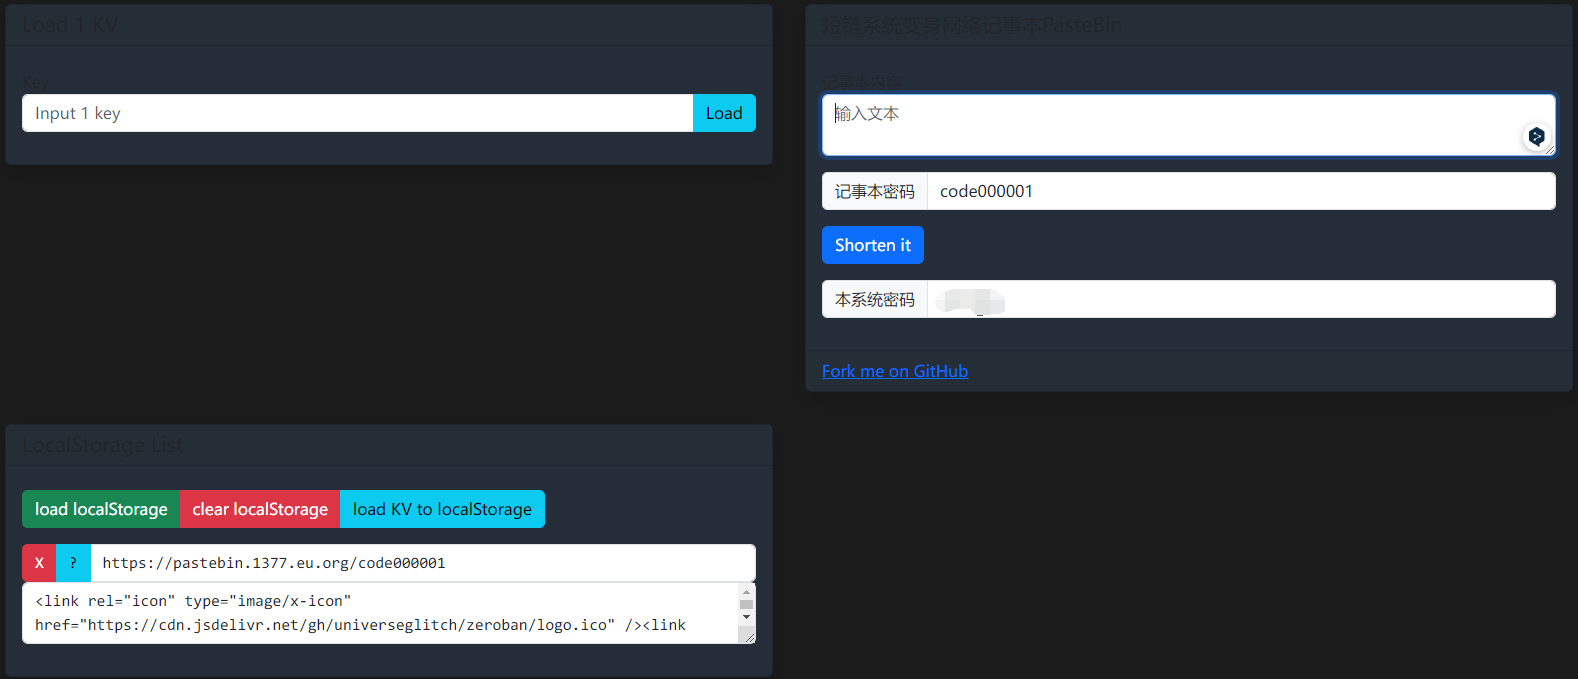 Load 1 KV
Key
Input 1 key
Load
短链系统变身网络记事本PasteBin
记事本内容
输入文本
记事本密码
code000001
Shorten it
本系统密码
Fork me on GitHub
LocalStorage List
load localStorage
clear localStorage
load KV to localStorage
X
?
https://pastebin.1377.eu.org/code000001
<link rel="icon" type="image/x-icon"
href="https://cdn.jsdelivr.net/gh/universeglitch/zeroban/logo.ico" /><link